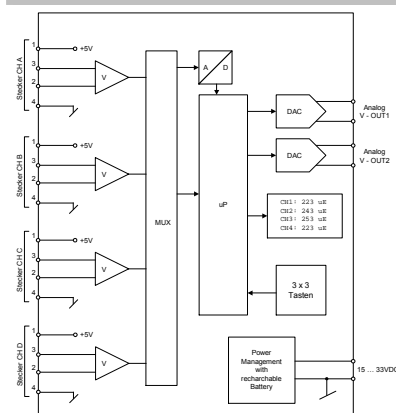 Stecker CH A
1
3
2
4
+5V
V
Stecker CH B
1
3
2
4
+5V
V
Stecker CH C
1
3
2
4
+5V
V
Stecker CH D
1
3
2
4
+5V
V
MUX
A
D
uP
DAC
Analog
V - OUT1
DAC
Analog
V - OUT2
CH1: 223 uE
CH2: 243 uE
CH3: 253 uE
CH4: 223 uE
3 x 3
Tasten
Power
Management
with
recharchable
Battery
15 ... 33VDC